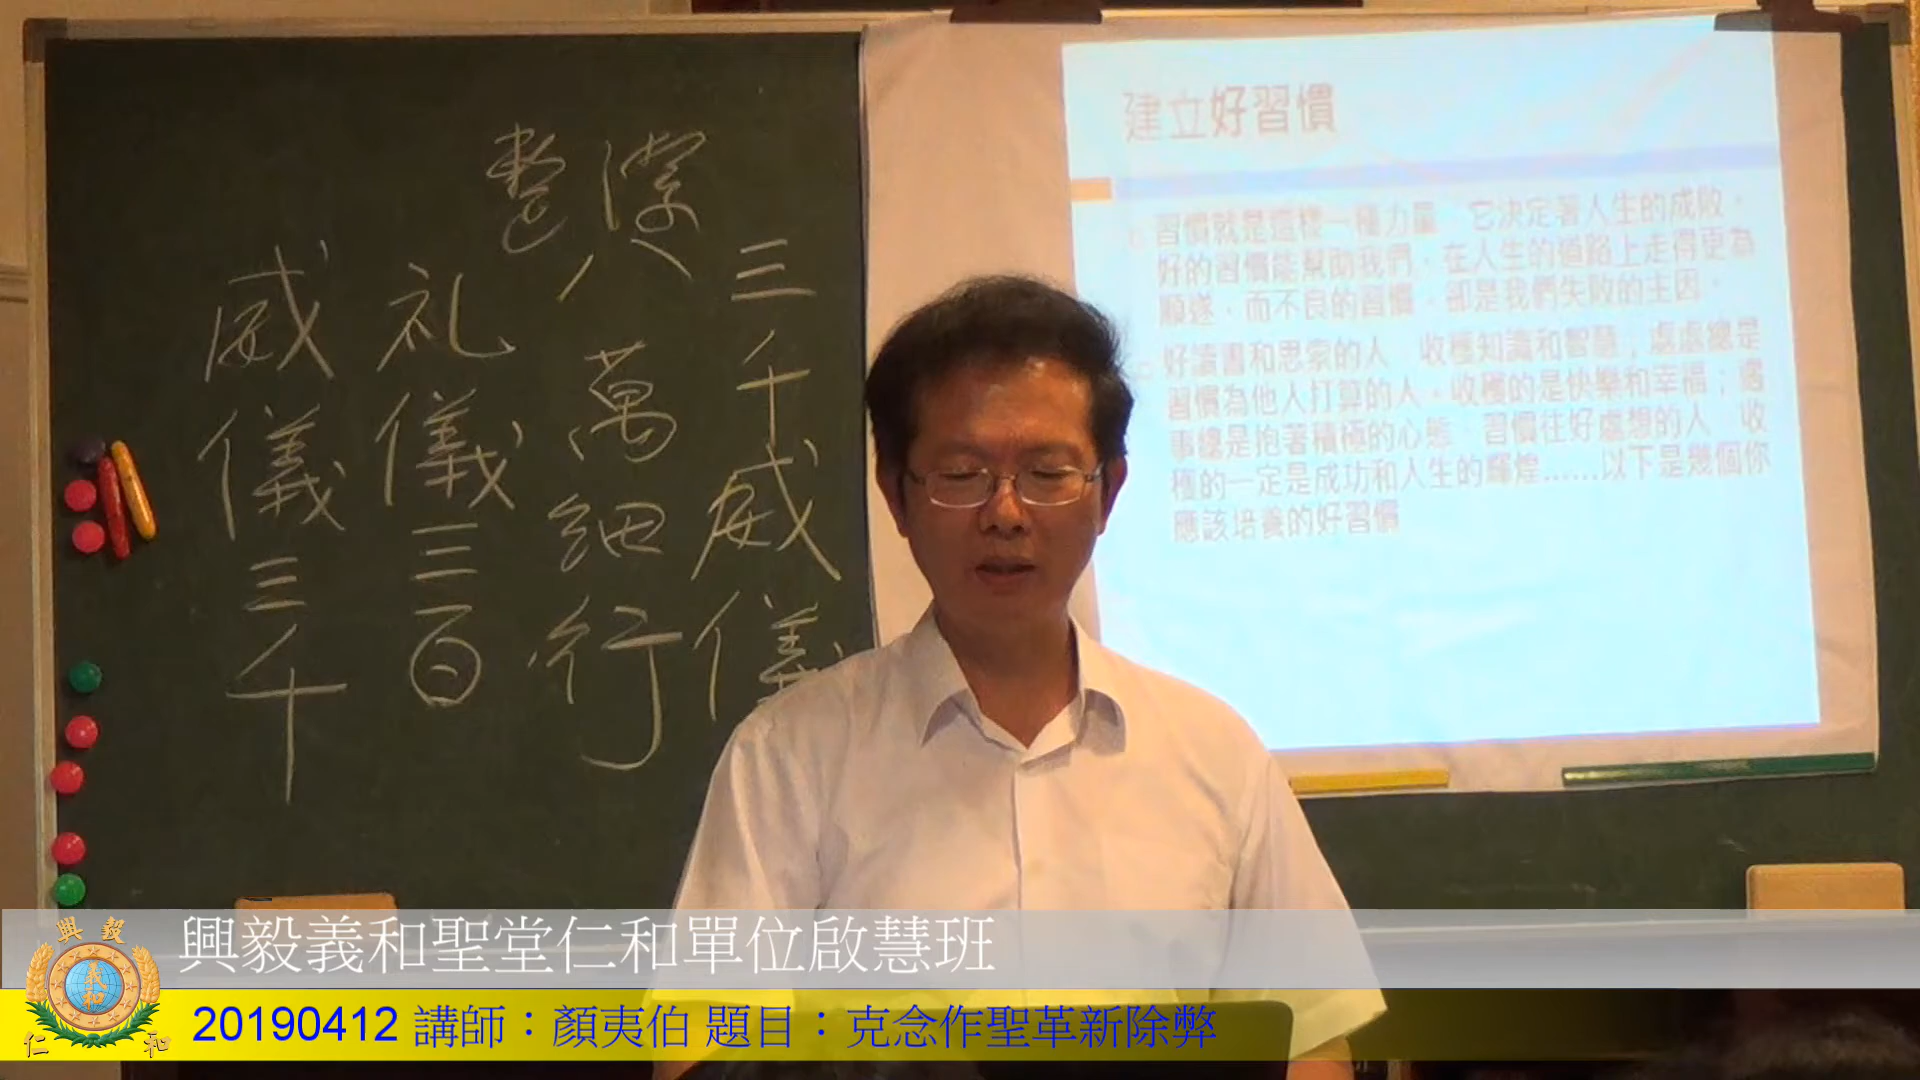 整潔
三千威儀
八萬細行
礼儀三百
威儀三千
建立好習慣
習慣就是這樣一種力量，它決定著人生的成敗。
好的習慣能幫助我們，在人生的道路上走得更為
順遂，而不良的習慣，卻是我們失敗的主因。
好讀書和思索的人，收穫知識和智慧；處處總是
習慣為他人打算的人，收穫的是快樂和幸福；遇
事總是抱著積極的心態，習慣往好處想的人，收
穫的一定是成功和人生的輝煌......以下是幾個你
應該培養的好習慣
興毅
義和
仁和
興毅義和聖堂仁和單位啟慧班
20190412 講師：顏夷伯 題目：克念作聖革新除弊